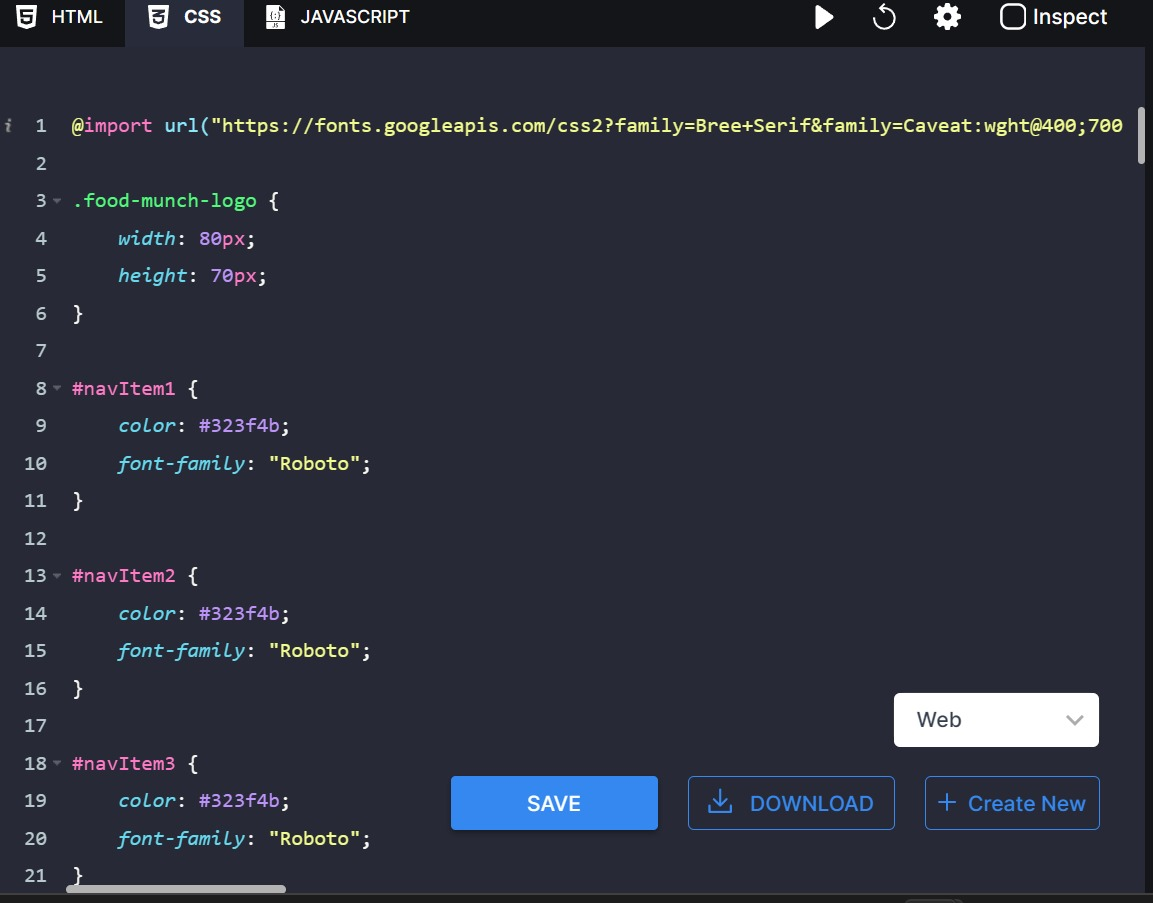 HTML CSS JAVASCRIPT Inspect
1 @import url("https://fonts.googleapis.com/css2?family=Bree+Serif&family=Caveat:wght@400;700
2
3 .food-munch-logo {
4 width: 80px;
5 height: 70px;
6 }
7
8 #navItem1 {
9 color: #323f4b;
10 font-family: "Roboto";
11 }
12
13 #navItem2 {
14 color: #323f4b;
15 font-family: "Roboto";
16 }
17
Web
18 #navItem3 {
19 color: #323f4b;
SAVE DOWNLOAD + Create New
20 font-family: "Roboto";
21 }